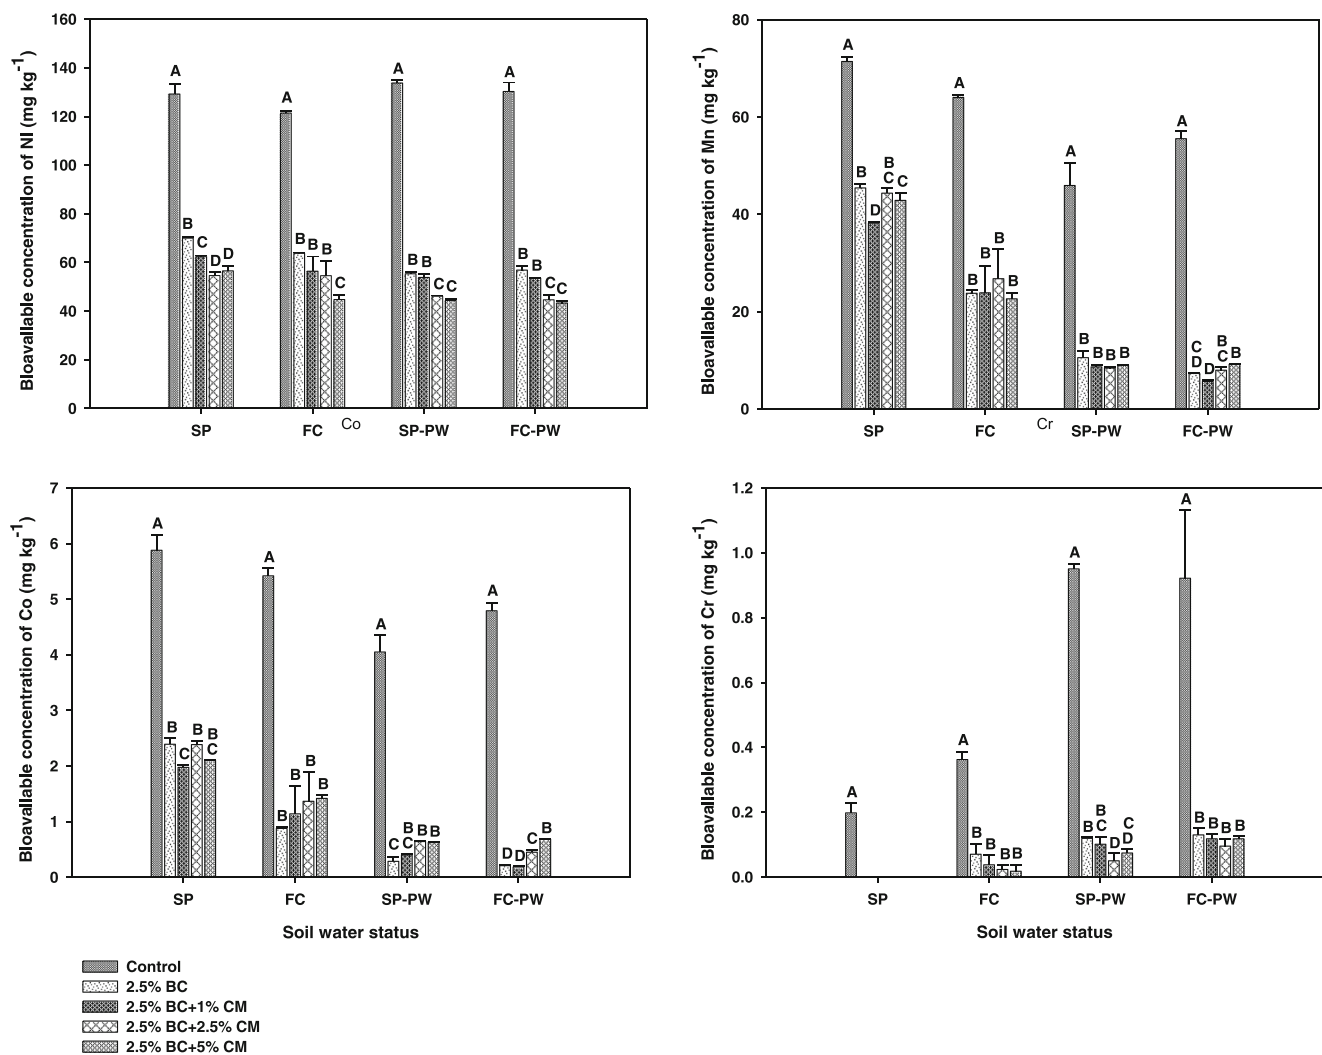 160
140
120
100
80
60
40
20
0
Bloavallable concentration of NI (mg kg-1)
A
B
C
D
D
A
B
B
B
C
A
B
B
C
C
A
B
B
C
C
SP
FC
Co
SP-PW
FC-PW
80
60
40
20
0
Bloavallable concentration of Mn (mg kg-1)
A
B
D
B
C
C
A
B
B
B
B
A
B
B
B
B
A
C
D
D
B
C
B
SP
FC
Cr
SP-PW
FC-PW
7
6
5
4
3
2
1
0
Bloavallable concentration of Co (mg kg-1)
A
B
C
B
B
C
A
B
B
B
B
A
C
B
C
B
B
A
D
D
C
B
SP
FC
SP-PW
FC-PW
Soil water status
1.2
1.0
0.8
0.6
0.4
0.2
0.0
Bloavallable concentration of Cr (mg kg-1)
A
A
B
B
B
B
A
B
B
C
D
C
D
A
B
B
B
B
SP
FC
SP-PW
FC-PW
Soil water status
Control
2.5% BC
2.5% BC+1% CM
2.5% BC+2.5% CM
2.5% BC+5% CM